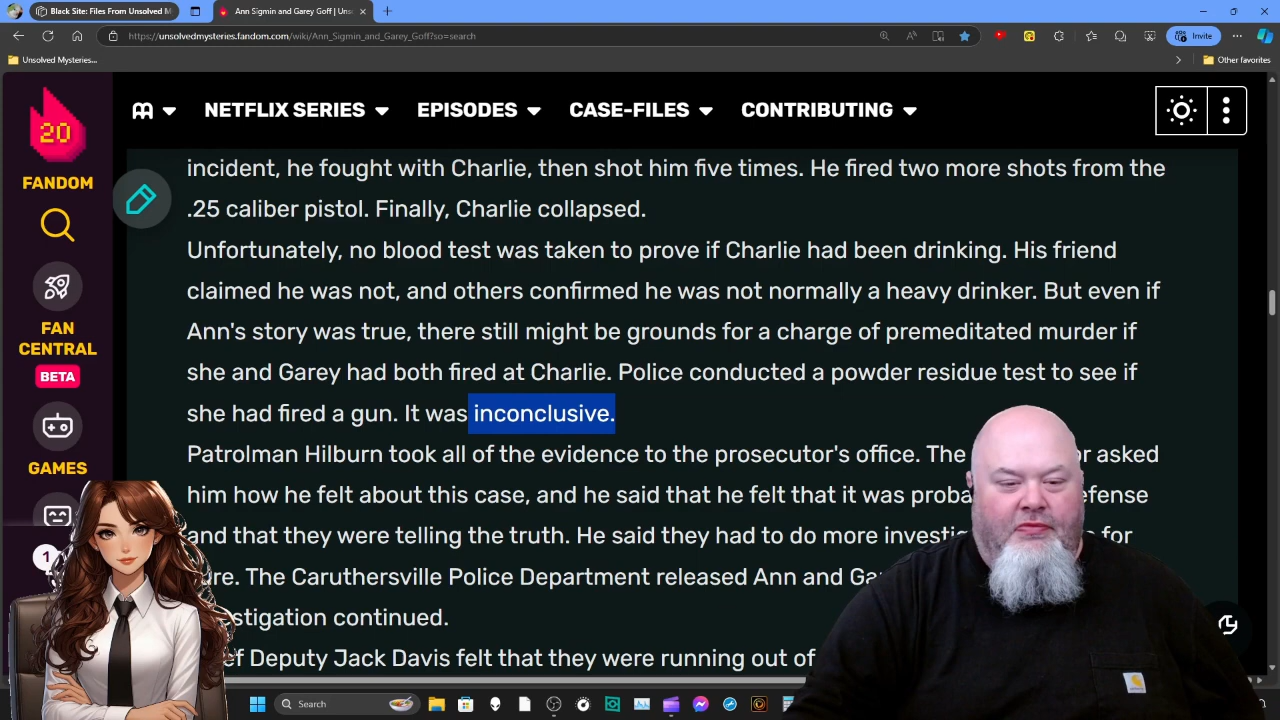 Black Site: Files From Unsolved M
Ann Sigmin and Garey Goff | Uns
https://unsolvedmysteries.fandom.com/wiki/Ann_Sigmin_and_Garey_Goff?so=search
Invite
Unsolved Mysteries...
Other favorites
20
FANDOM
FAN
CENTRAL
BETA
GAMES
1
NETFLIX SERIES
EPISODES
CASE-FILES
CONTRIBUTING
incident, he fought with Charlie, then shot him five times. He fired two more shots from the
.25 caliber pistol. Finally, Charlie collapsed.
Unfortunately, no blood test was taken to prove if Charlie had been drinking. His friend
claimed he was not, and others confirmed he was not normally a heavy drinker. But even if
Ann's story was true, there still might be grounds for a charge of premeditated murder if
she and Garey had both fired at Charlie. Police conducted a powder residue test to see if
she had fired a gun. It was inconclusive.
Patrolman Hilburn took all of the evidence to the prosecutor's office. The asked
him how he felt about this case, and he said that he felt that it was
and that they were telling the truth. He said they had to do more for
The Caruthersville Police Department released Ann and
continued.
Deputy Jack Davis felt that they were running out of
Search